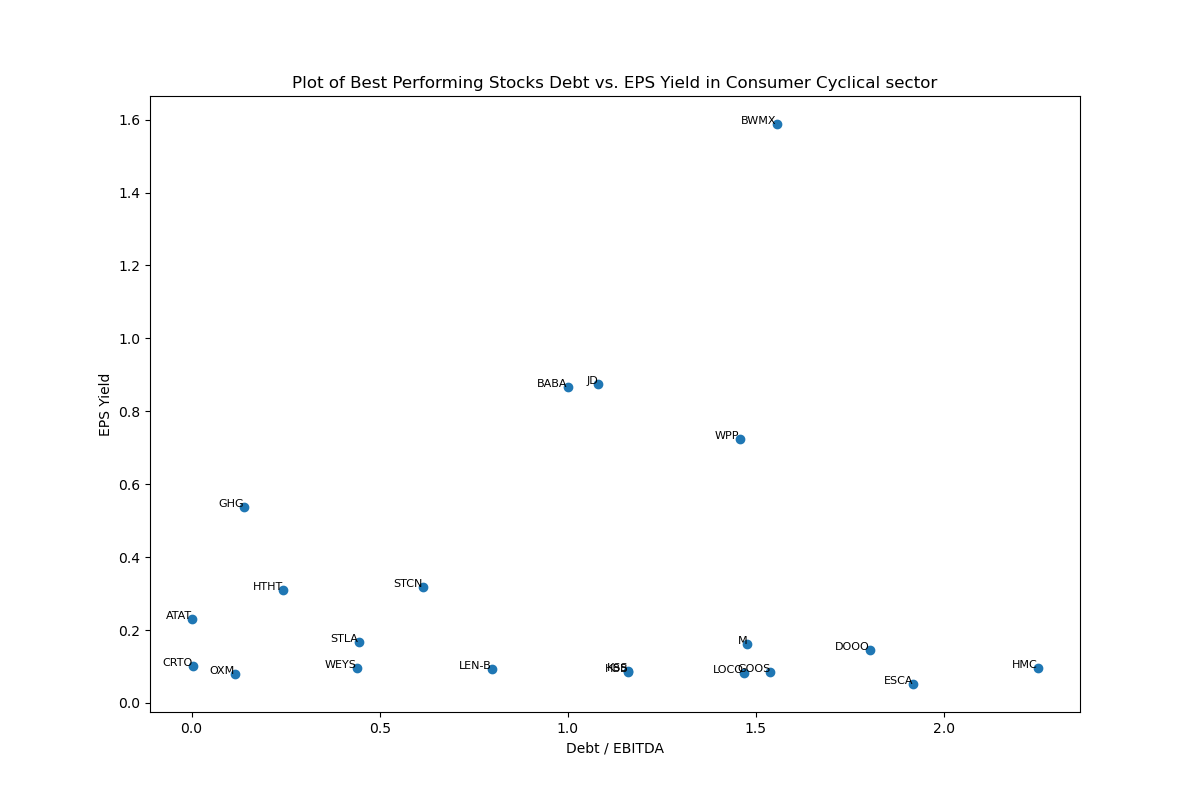 Plot of Best Performing Stocks Debt vs. EPS Yield in Consumer Cyclical sector
1.6
1.4
1.2
1.0
0.8
0.6
0.4
0.2
0.0
EPS Yield
BWMX
BABA
JD
WPP
GHG
HTHT
STCN
ATAT
STLA
M
DOOO
CRTO
OXM
WEYS
LEN-B
LOCO
GOOS
ESCA
HMC
0.0
0.5
1.0
1.5
2.0
Debt / EBITDA